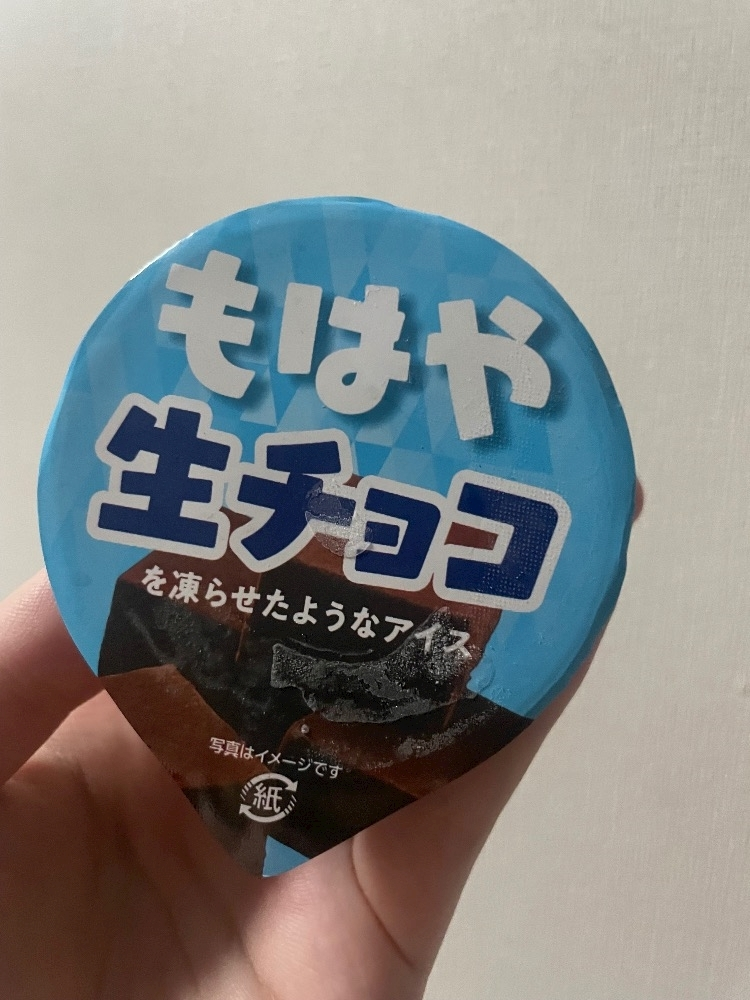 もはや
生チョコ
を凍らせたようなアイス
写真はイメージです
紙